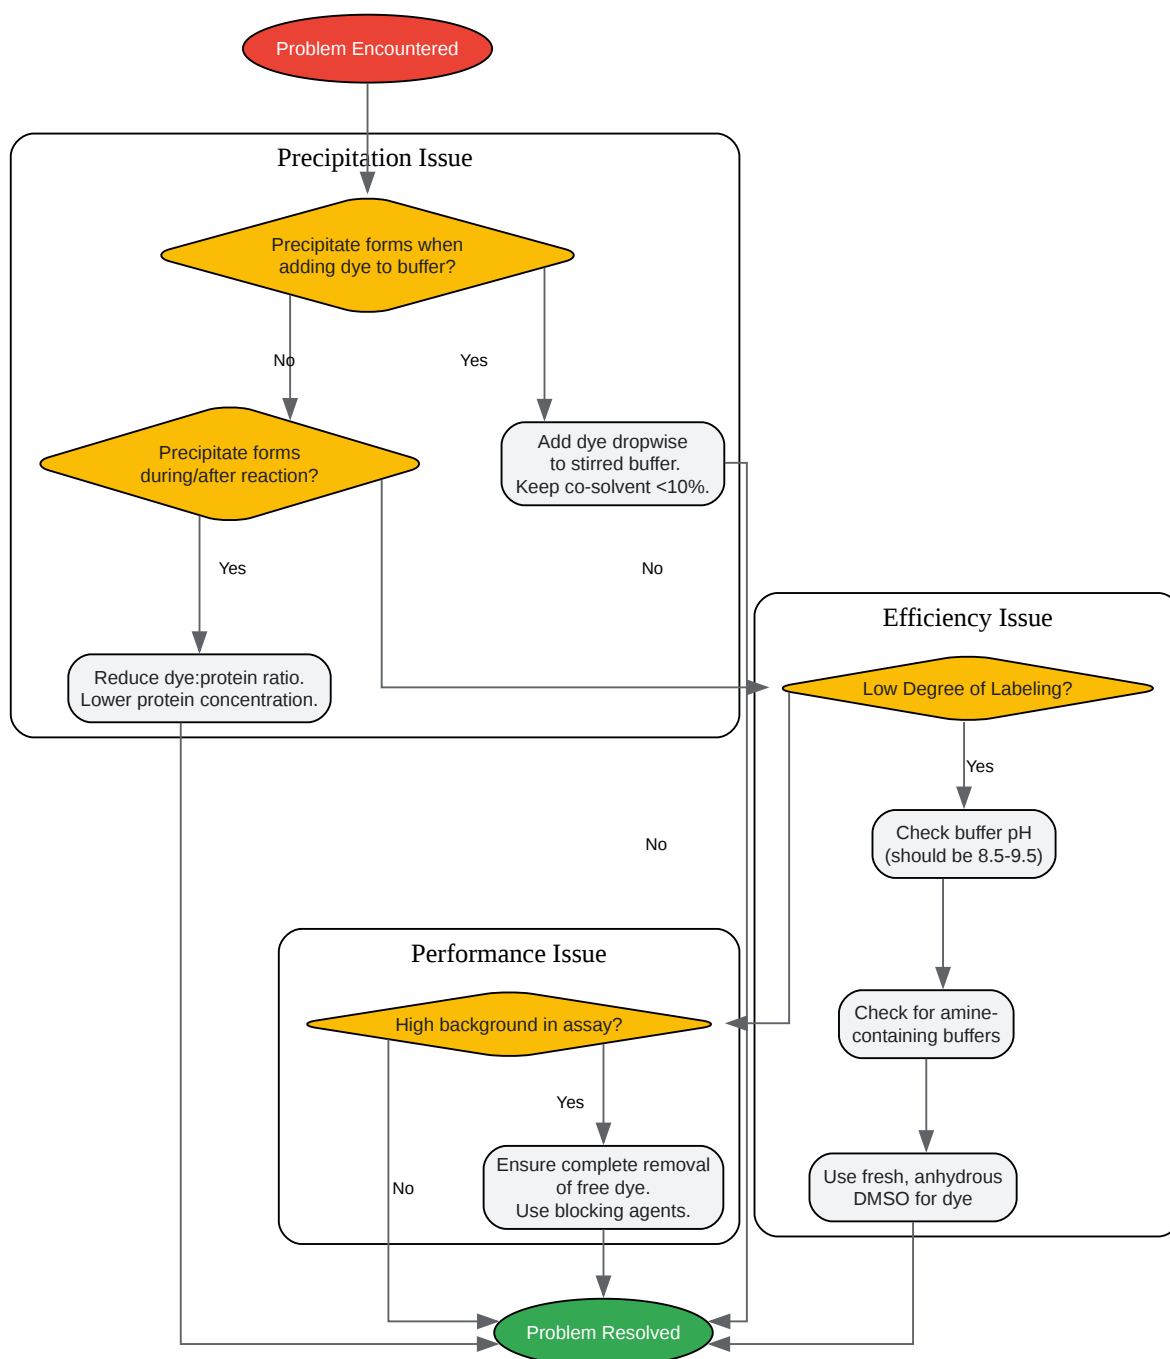 Problem Encountered
Precipitation Issue
Precipitate forms when
adding dye to buffer?
No
Yes
Precipitate forms
during/after reaction?
Add dye dropwise
to stirred buffer.
Keep co-solvent <10%.
Yes
No
Efficiency Issue
Reduce dye:protein ratio.
Lower protein concentration.
Low Degree of Labeling?
Yes
Check buffer pH
(should be 8.5-9.5)
No
Performance Issue
High background in assay?
Check for amine-
containing buffers
Yes
No
Ensure complete removal
of free dye.
Use blocking agents.
Use fresh, anhydrous
DMSO for dye
Problem Resolved